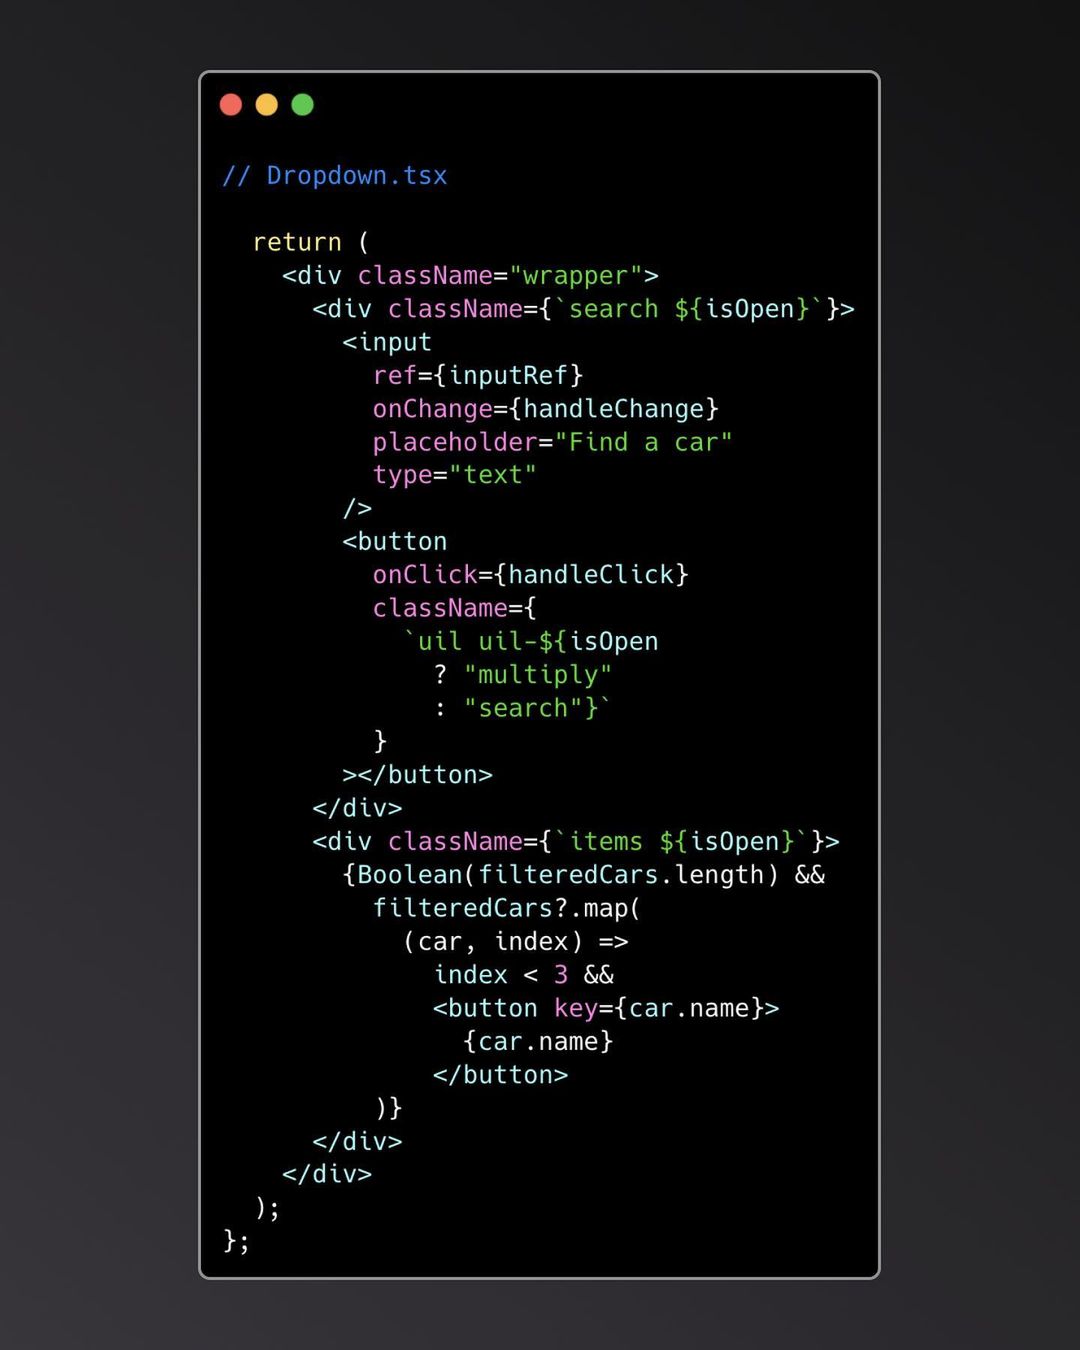 // Dropdown.tsx
return (
<div className="wrapper">
<div className={`search ${isOpen}`}>
<input
ref={inputRef}
onChange={handleChange}
placeholder="Find a car"
type="text"
/>
<button
onClick={handleClick}
className={
`uil uil-${isOpen
? "multiply"
: "search"}`
}
></button>
</div>
<div className={`items ${isOpen}`}>
{Boolean(filteredCars.length) &&
filteredCars?.map(
(car, index) =>
index < 3 &&
<button key={car.name}>
{car.name}
</button>
)}
</div>
</div>
);
};